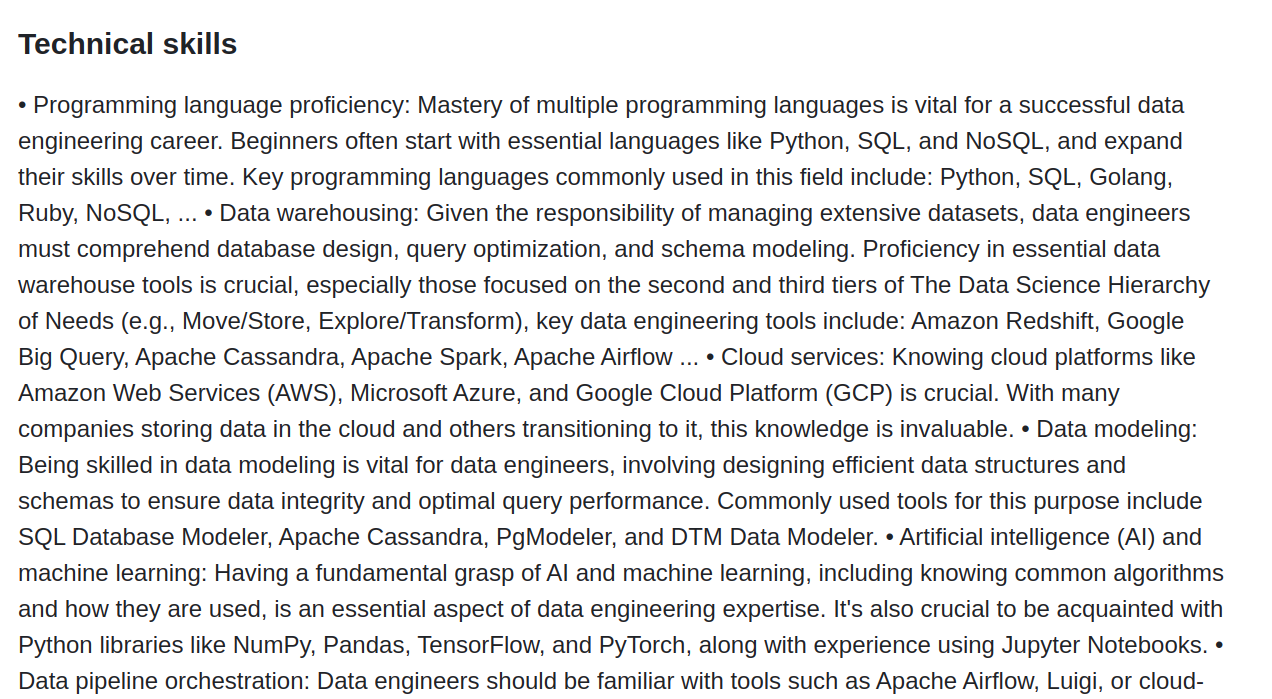 Technical skills
• Programming language proficiency: Mastery of multiple programming languages is vital for a successful data
engineering career. Beginners often start with essential languages like Python, SQL, and NoSQL, and expand
their skills over time. Key programming languages commonly used in this field include: Python, SQL, Golang,
Ruby, NoSQL, ... • Data warehousing: Given the responsibility of managing extensive datasets, data engineers
must comprehend database design, query optimization, and schema modeling. Proficiency in essential data
warehouse tools is crucial, especially those focused on the second and third tiers of The Data Science Hierarchy
of Needs (e.g., Move/Store, Explore/Transform), key data engineering tools include: Amazon Redshift, Google
Big Query, Apache Cassandra, Apache Spark, Apache Airflow ... • Cloud services: Knowing cloud platforms like
Amazon Web Services (AWS), Microsoft Azure, and Google Cloud Platform (GCP) is crucial. With many
companies storing data in the cloud and others transitioning to it, this knowledge is invaluable. • Data modeling:
Being skilled in data modeling is vital for data engineers, involving designing efficient data structures and
schemas to ensure data integrity and optimal query performance. Commonly used tools for this purpose include
SQL Database Modeler, Apache Cassandra, PgModeler, and DTM Data Modeler. • Artificial intelligence (AI) and
machine learning: Having a fundamental grasp of AI and machine learning, including knowing common algorithms
and how they are used, is an essential aspect of data engineering expertise. It's also crucial to be acquainted with
Python libraries like NumPy, Pandas, TensorFlow, and PyTorch, along with experience using Jupyter Notebooks. •
Data pipeline orchestration: Data engineers should be familiar with tools such as Apache Airflow, Luigi, or cloud-